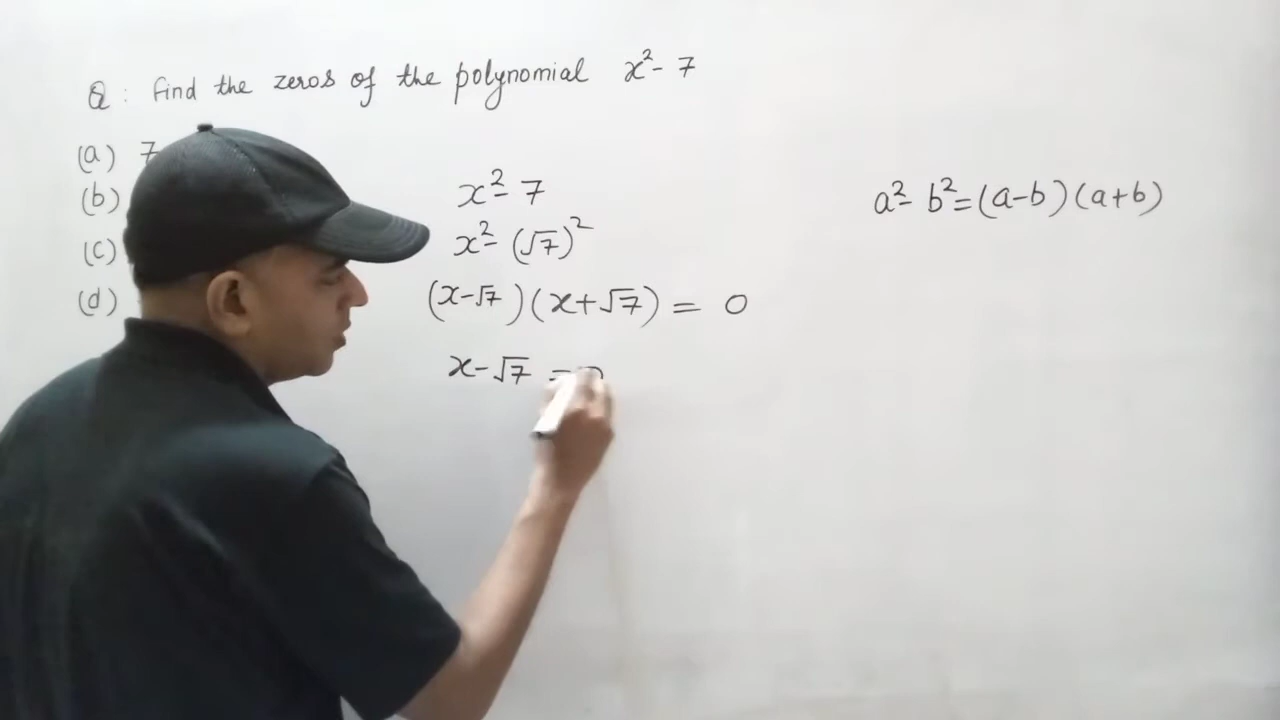 Q : Find the zeros of the polynomial x² - 7
(a) 7
(b)
(c)
(d)
x² - 7
x² - (√7)²
(x-√7)(x+√7) = 0
x-√7 =
a² - b² = (a-b)(a+b)